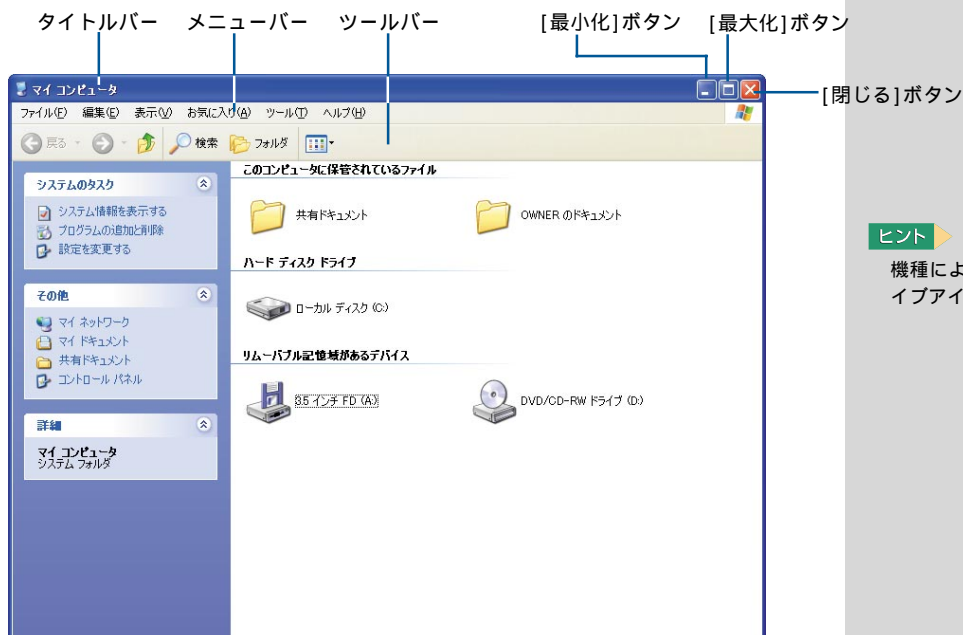 タイトルバー メニューバー ツールバー [最小化]ボタン [最大化]ボタン
マイ コンピュータ
[閉じる]ボタン
ファイル(F) 編集(E) 表示(V) お気に入り(A) ツール(T) ヘルプ(H)
戻る 検索 フォルダ
システムのタスク
システム情報を表示する
プログラムの追加と削除
設定を変更する
その他
マイ ネットワーク
マイ ドキュメント
共有ドキュメント
コントロール パネル
詳細
マイ コンピュータ
システム フォルダ
このコンピュータに保管されているファイル
共有ドキュメント OWNER のドキュメント
ハード ディスク ドライブ
ローカル ディスク (C:)
リムーバブル記憶域があるデバイス
3.5 インチ FD (A:) DVD/CD-RW ドライブ (D:)
ヒント
機種によ
イブアイ